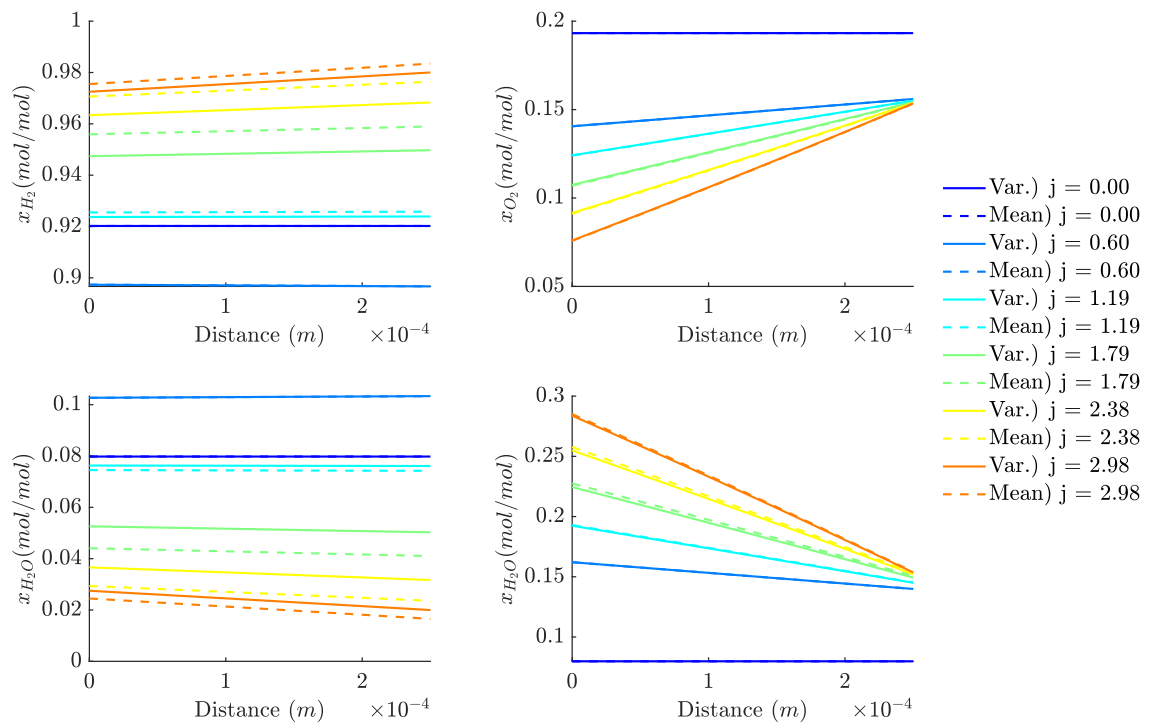 1
0.98
0.96
0.94
0.92
0.9
x_{H_2}(mol/mol)
0 1 2
Distance (m) ×10^{-4}
0.2
0.15
0.1
0.05
x_{O_2}(mol/mol)
0 1 2
Distance (m) ×10^{-4}
0.1
0.08
0.06
0.04
0.02
0
x_{H_2O}(mol/mol)
0 1 2
Distance (m) ×10^{-4}
0.3
0.25
0.2
0.15
0.1
x_{H_2O}(mol/mol)
0 1 2
Distance (m) ×10^{-4}
Var.) j = 0.00
Mean) j = 0.00
Var.) j = 0.60
Mean) j = 0.60
Var.) j = 1.19
Mean) j = 1.19
Var.) j = 1.79
Mean) j = 1.79
Var.) j = 2.38
Mean) j = 2.38
Var.) j = 2.98
Mean) j = 2.98